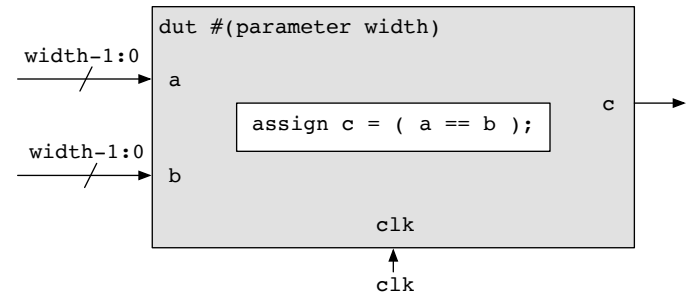 dut #(parameter width)
width-1:0
a
c
assign c = ( a == b );
width-1:0
b
clk
clk